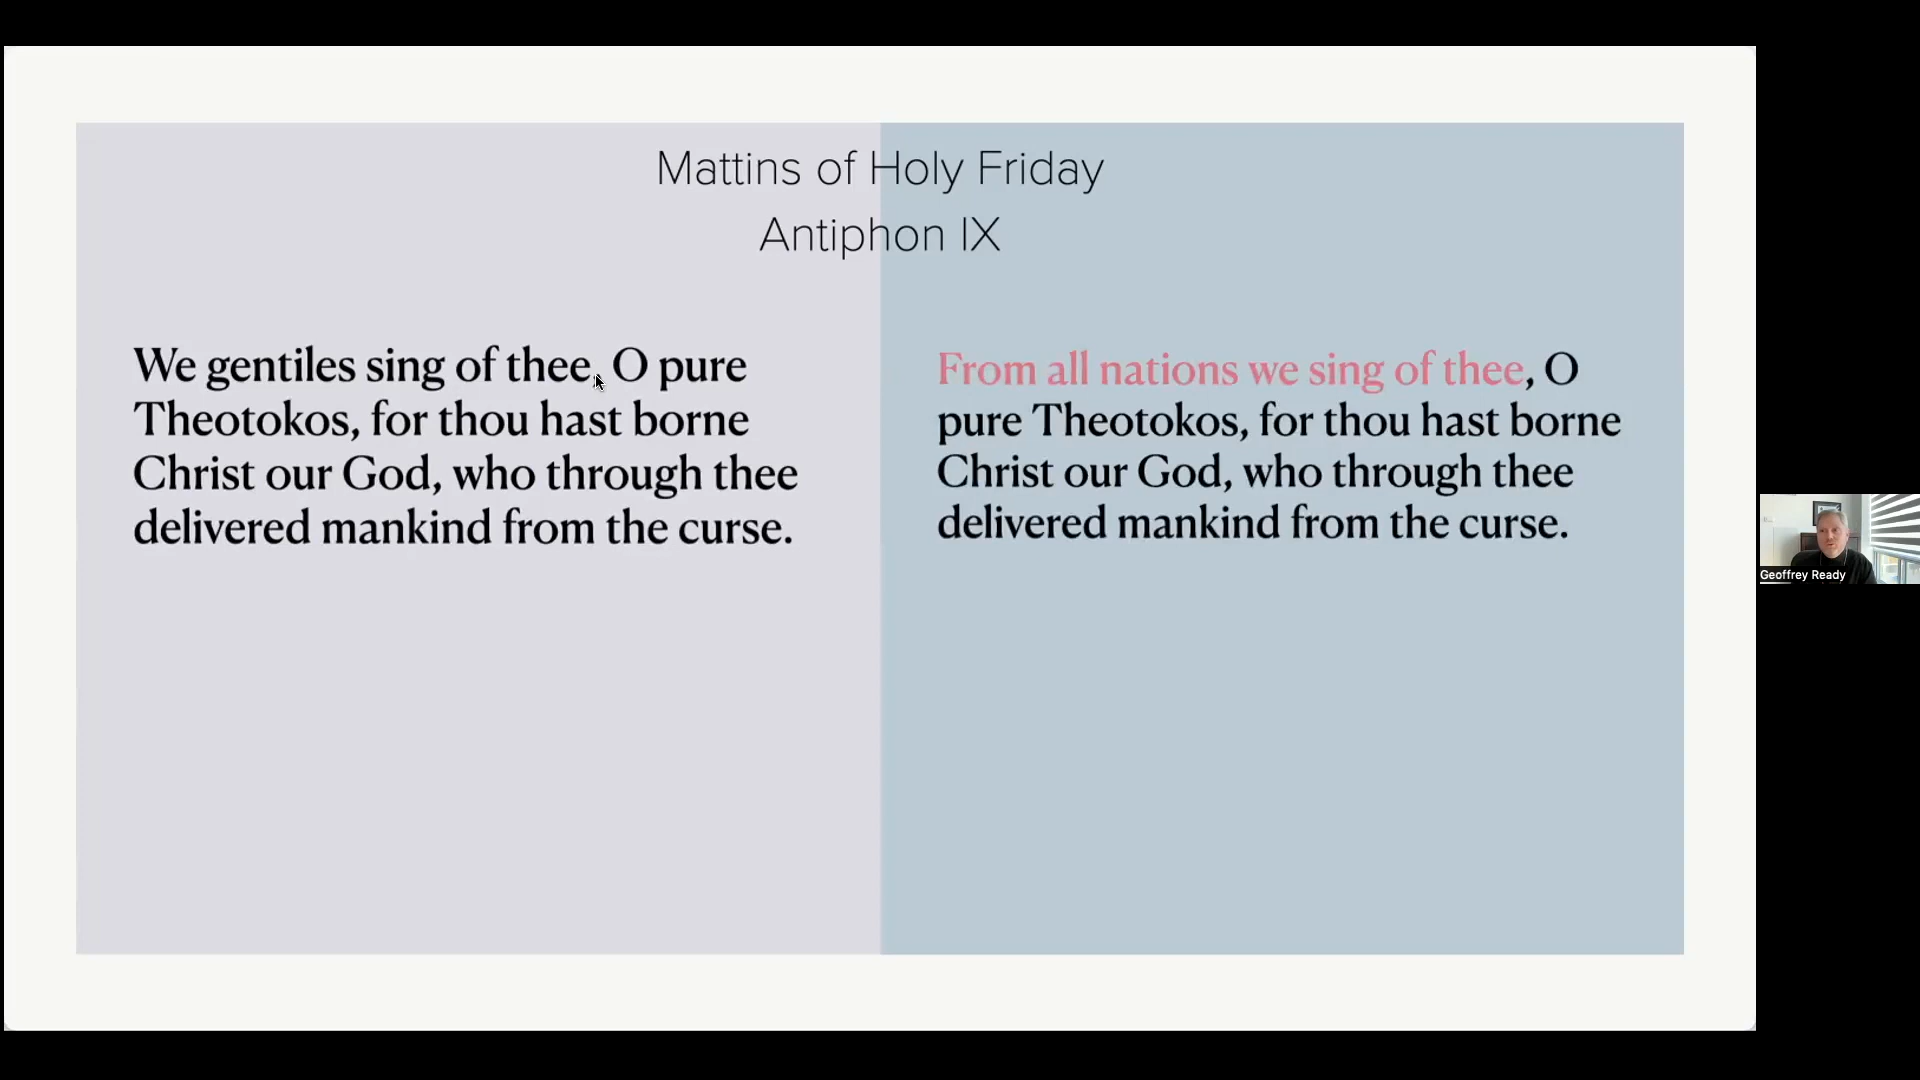 Mattins of Holy Friday
Antiphon IX
We gentiles sing of thee, O pure
Theotokos, for thou hast borne
Christ our God, who through thee
delivered mankind from the curse.
From all nations we sing of thee, O
pure Theotokos, for thou hast borne
Christ our God, who through thee
delivered mankind from the curse.
Geoffrey Ready